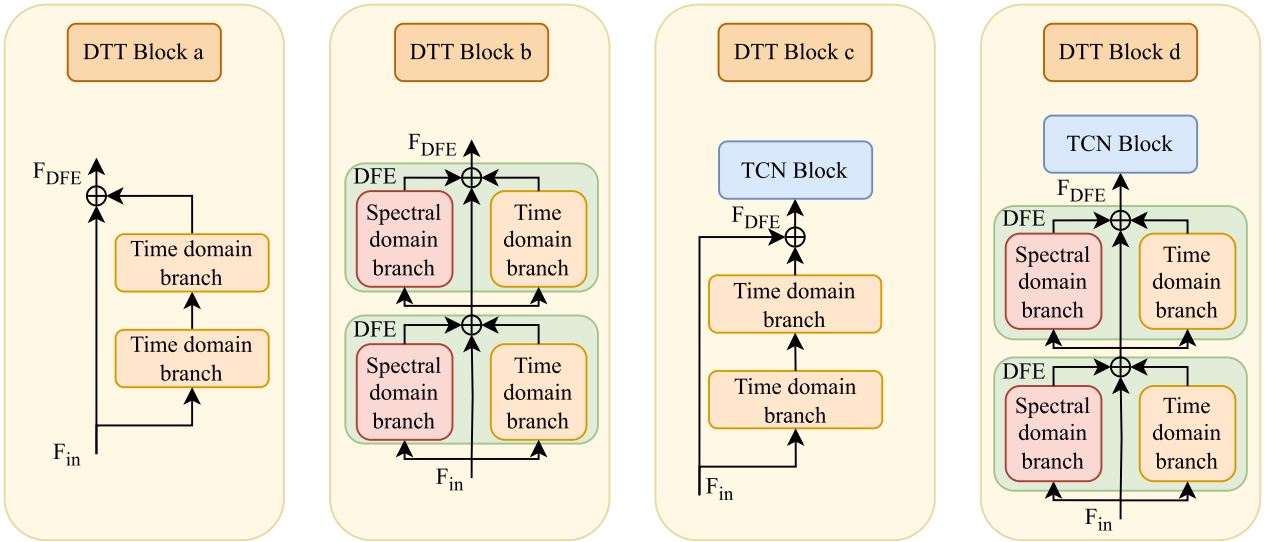 DTT Block a
F_DFE
Time domain
branch
Time domain
branch
F_in
DTT Block b
F_DFE
DFE
Spectral
domain
branch
Time
domain
branch
DFE
Spectral
domain
branch
Time
domain
branch
F_in
DTT Block c
TCN Block
F_DFE
Time domain
branch
Time domain
branch
F_in
DTT Block d
TCN Block
F_DFE
DFE
Spectral
domain
branch
Time
domain
branch
DFE
Spectral
domain
branch
Time
domain
branch
F_in